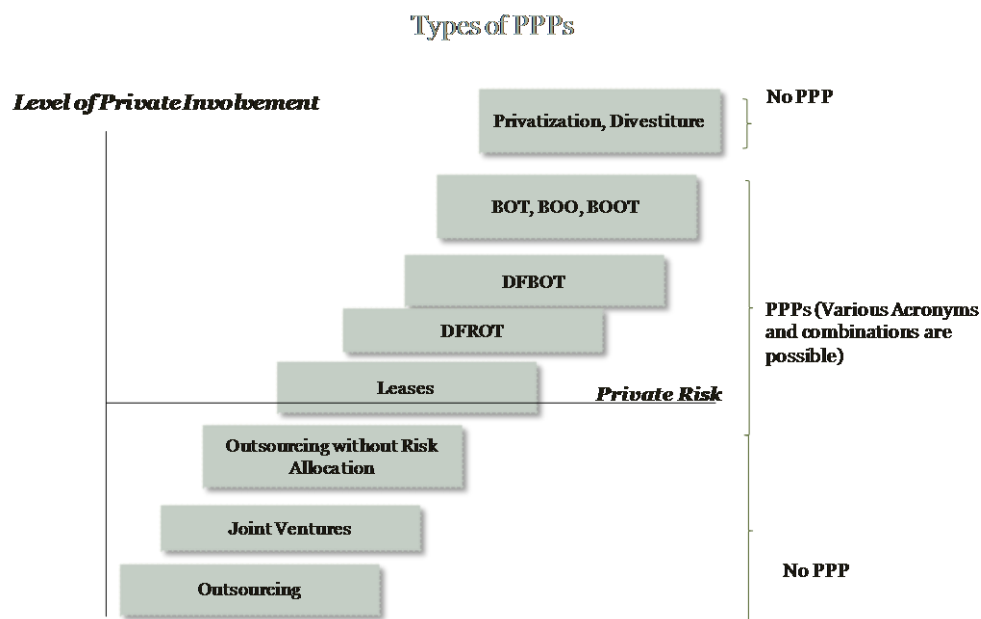 Types of PPPs
Level of Private Involvement
No PPP
Privatization, Divestiture
BOT, BOO, BOOT
DFBOT
PPPs (Various Acronyms
and combinations are
possible)
DFROT
Leases
Private Risk
Outsourcing without Risk
Allocation
Joint Ventures
No PPP
Outsourcing